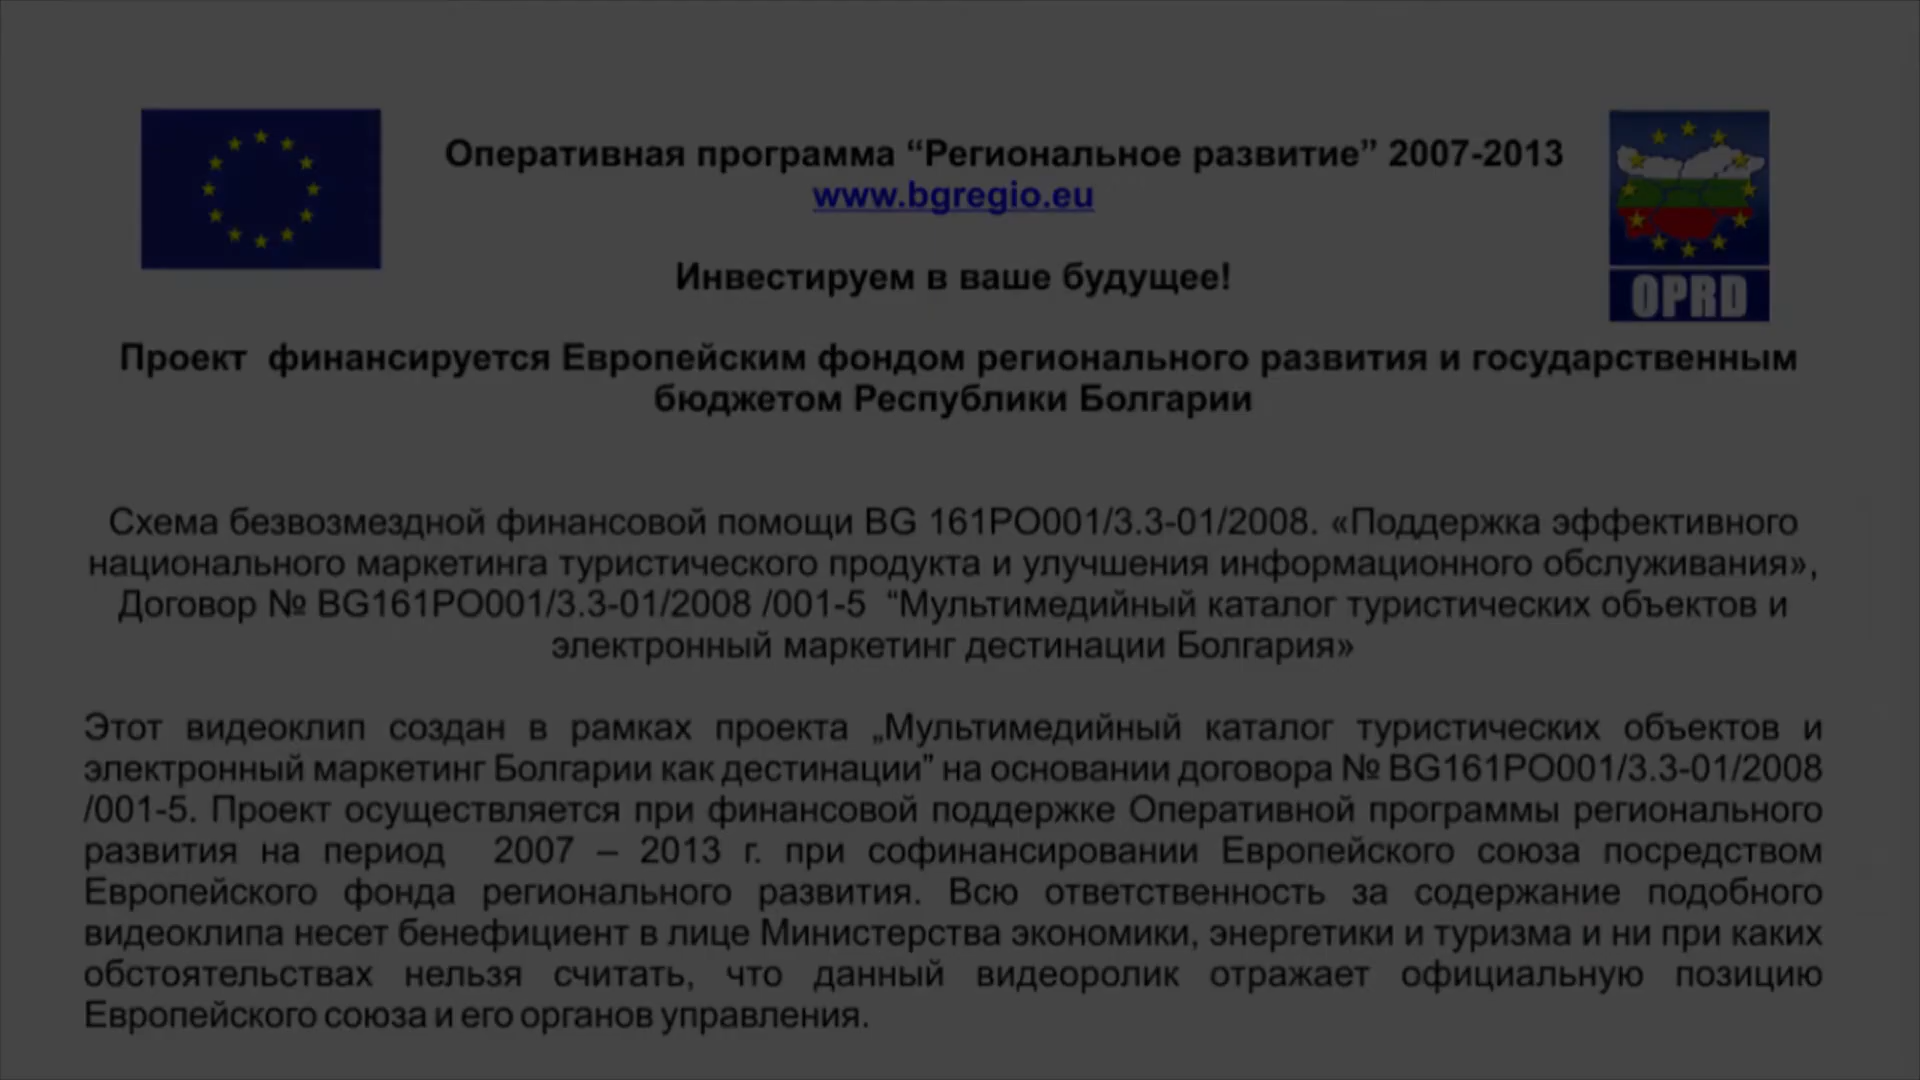 Оперативная программа “Региональное развитие” 2007-2013
www.bgregio.eu
Инвестируем в ваше будущее!
OPRD
Проект финансируется Европейским фондом регионального развития и государственным
бюджетом Республики Болгарии
Схема безвозмездной финансовой помощи BG 161PO001/3.3-01/2008. «Поддержка эффективного
национального маркетинга туристического продукта и улучшения информационного обслуживания»,
Договор № BG161PO001/3.3-01/2008 /001-5 “Мультимедийный каталог туристических объектов и
электронный маркетинг дестинации Болгария»
Этот видеоклип создан в рамках проекта „Мультимедийный каталог туристических объектов и
электронный маркетинг Болгарии как дестинации” на основании договора № BG161PO001/3.3-01/2008
/001-5. Проект осуществляется при финансовой поддержке Оперативной программы регионального
развития на период 2007 – 2013 г. при софинансировании Европейского союза посредством
Европейского фонда регионального развития. Всю ответственность за содержание подобного
видеоклипа несет бенефициент в лице Министерства экономики, энергетики и туризма и ни при каких
обстоятельствах нельзя считать, что данный видеоролик отражает официальную позицию
Европейского союза и его органов управления.